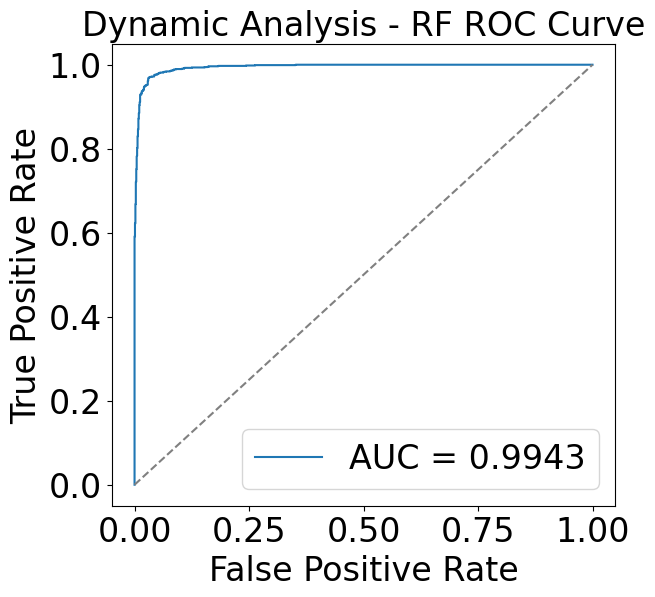 Dynamic Analysis - RF ROC Curve
1.0
0.8
0.6
0.4
0.2
0.0
True Positive Rate
AUC = 0.9943
0.00 0.25 0.50 0.75 1.00
False Positive Rate